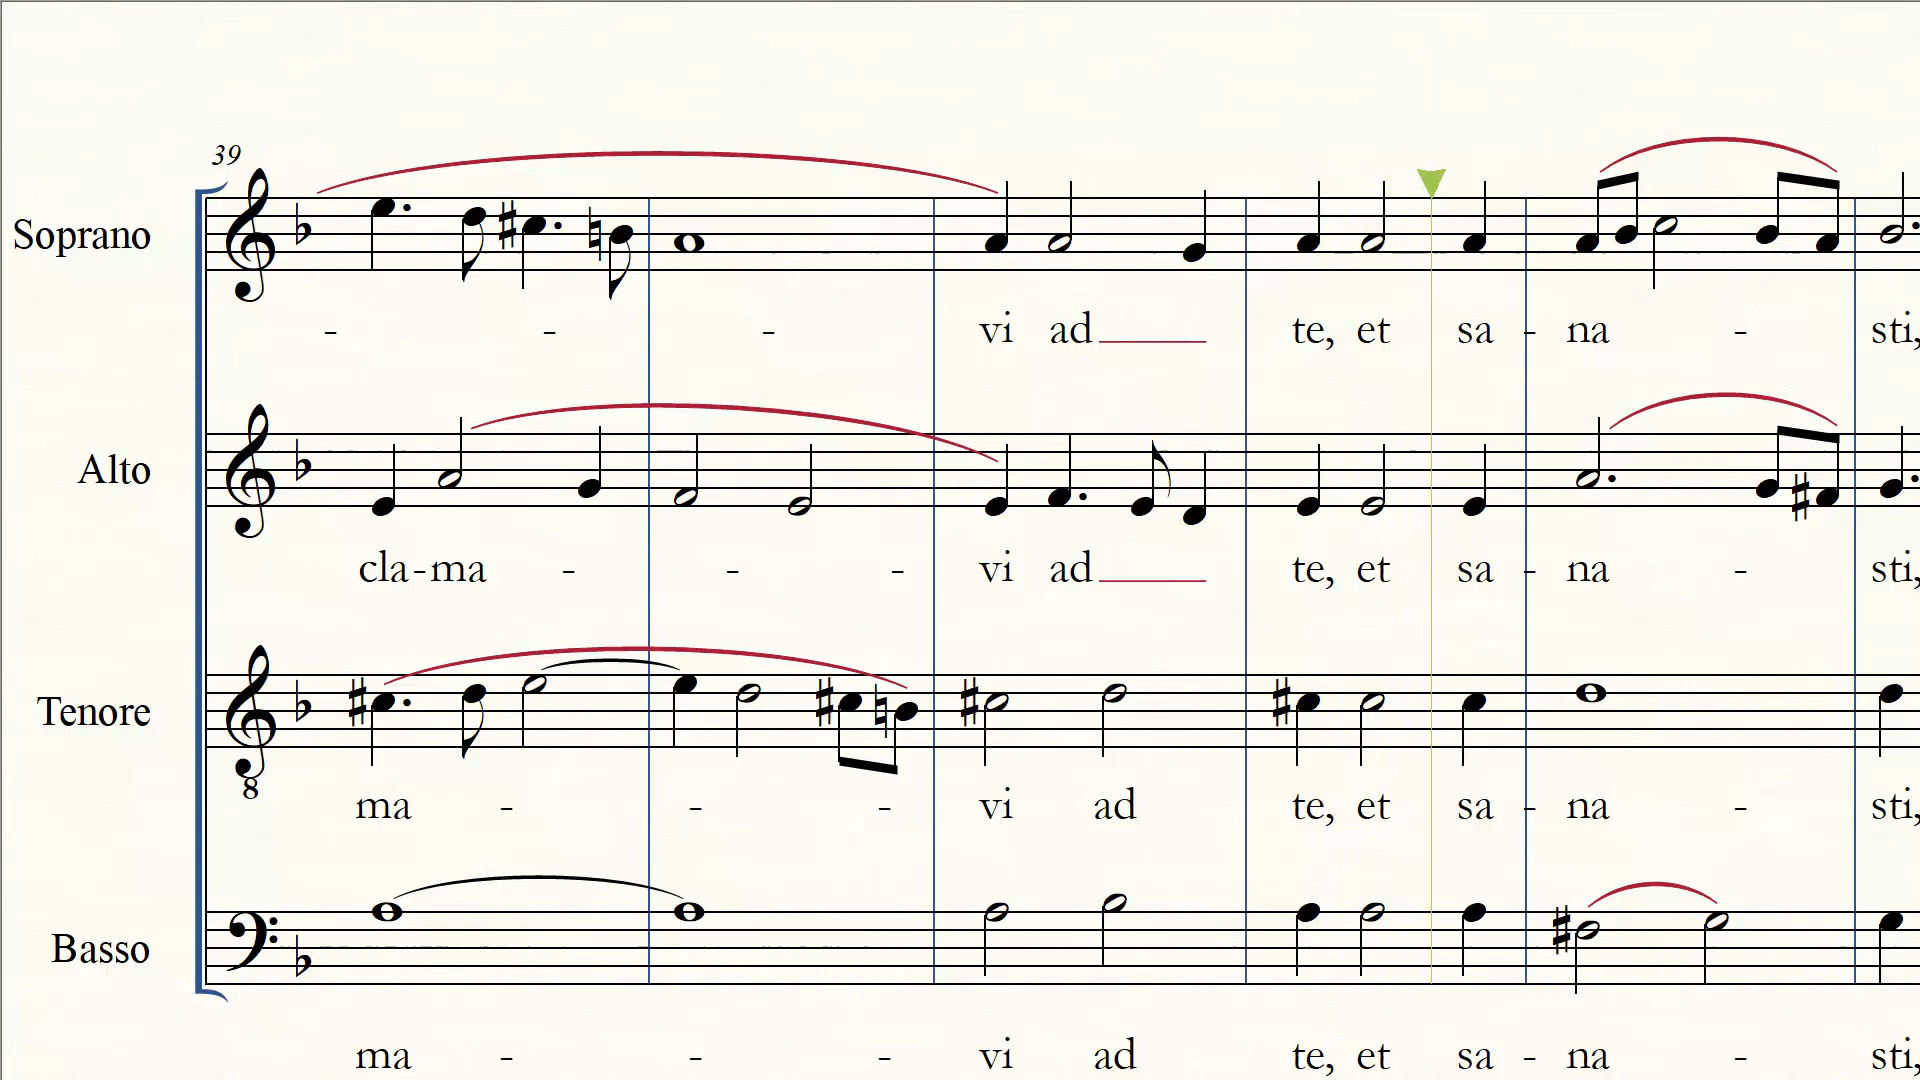 39
Soprano
- - - vi ad te, et sa - na - sti,
Alto
cla - ma - - - vi ad te, et sa - na - sti,
Tenore
8
ma - - - vi ad te, et sa - na - sti,
Basso
ma - - - vi ad te, et sa - na - sti,